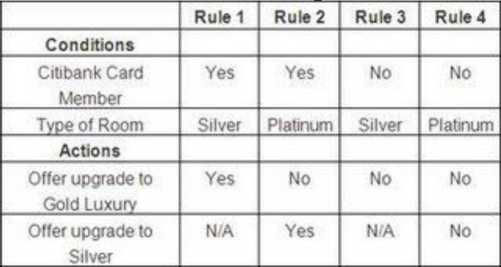 Rule 1 Rule 2 Rule 3 Rule 4
Conditions
Citibank Card Member Yes Yes No No
Type of Room Silver Platinum Silver Platinum
Actions
Offer upgrade to Gold Luxury Yes No No No
Offer upgrade to Silver N/A Yes N/A No